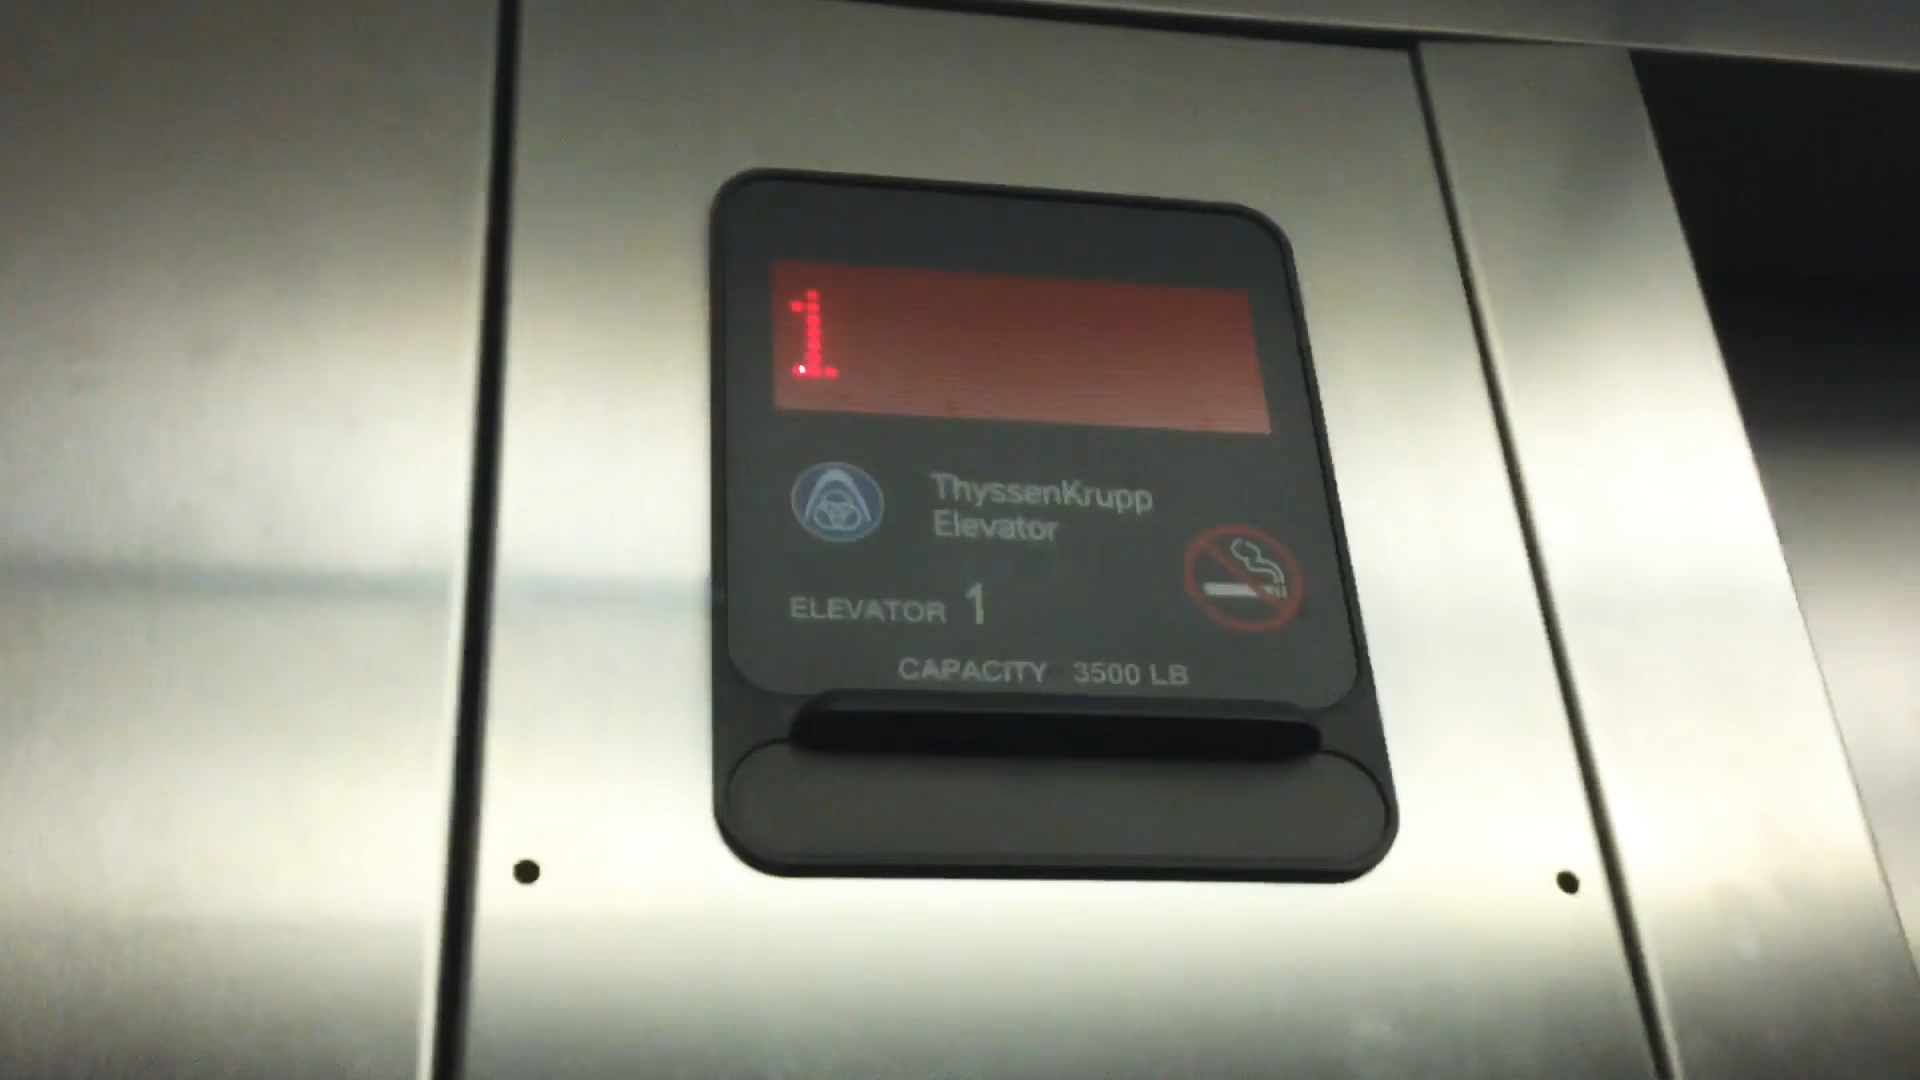 1
ThyssenKrupp
Elevator
ELEVATOR 1
CAPACITY 3500 LB